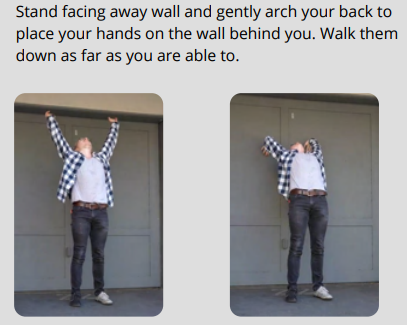 Stand facing away wall and gently arch your back to
place your hands on the wall behind you. Walk them
down as far as you are able to.